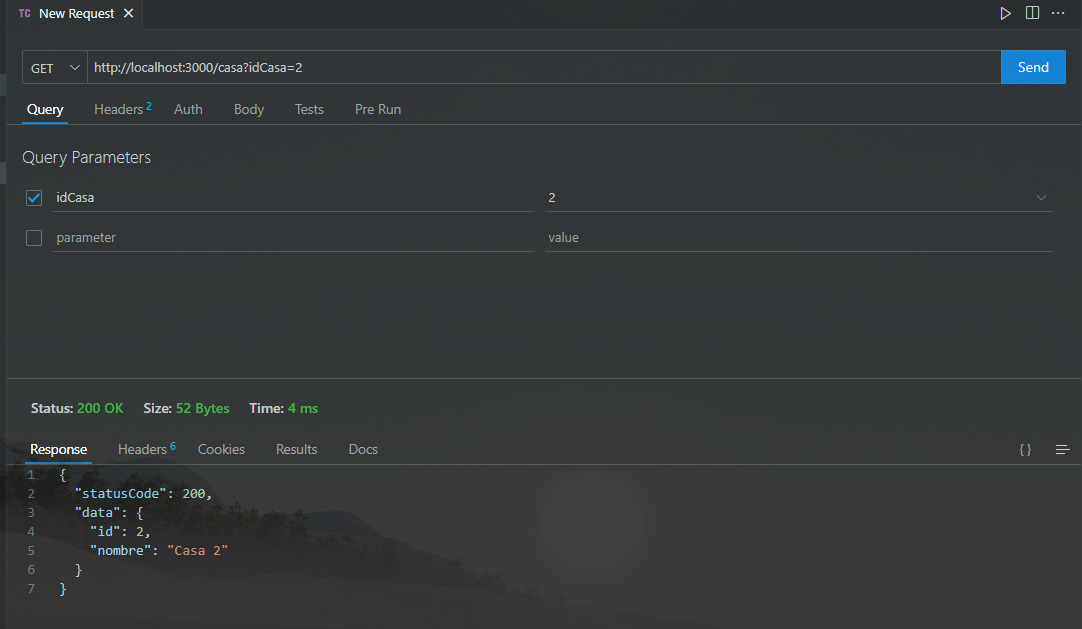 TC New Request
GET http://localhost:3000/casa?idCasa=2 Send
Query Headers 2 Auth Body Tests Pre Run
Query Parameters
idCasa 2
parameter value
Status: 200 OK Size: 52 Bytes Time: 4 ms
Response Headers 6 Cookies Results Docs { }
1 {
2 "statusCode": 200,
3 "data": {
4 "id": 2,
5 "nombre": "Casa 2"
6 }
7 }